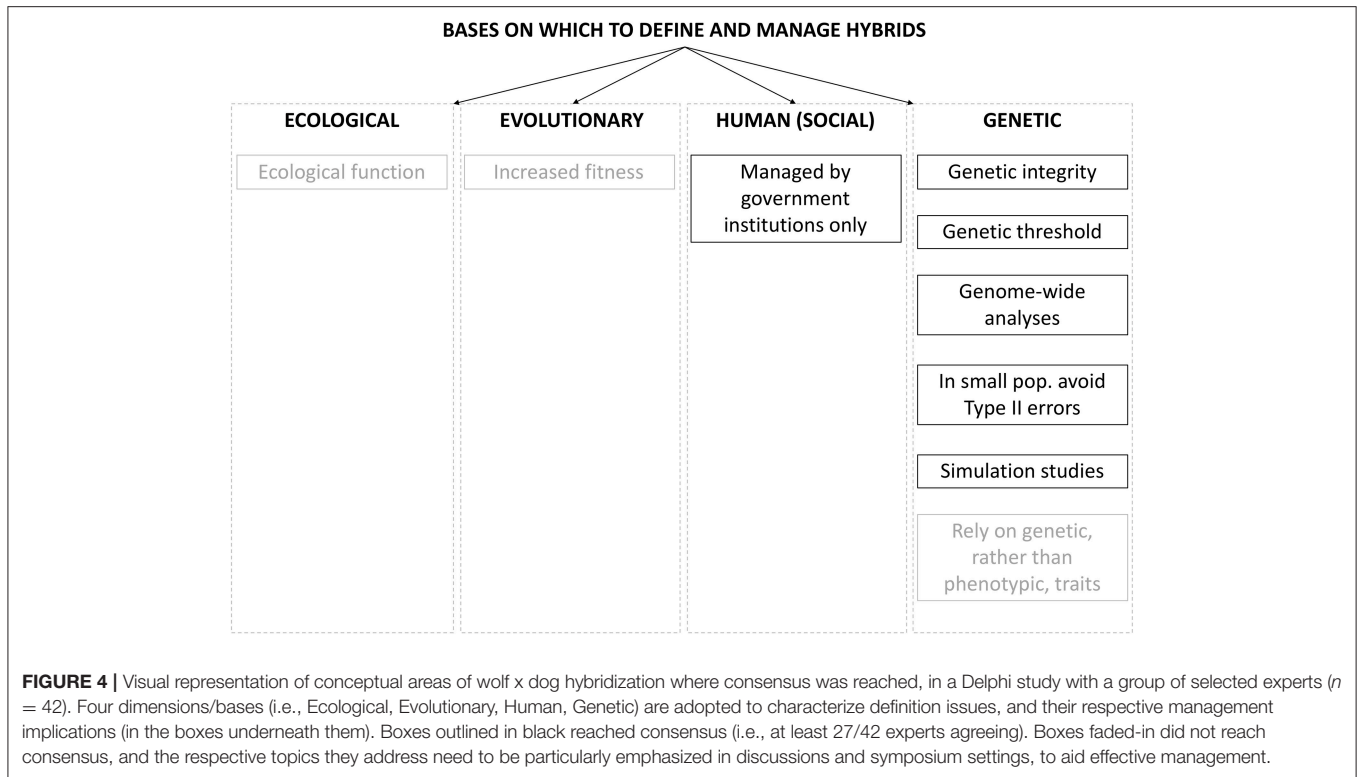 BASES ON WHICH TO DEFINE AND MANAGE HYBRIDS
ECOLOGICAL
Ecological function
EVOLUTIONARY
Increased fitness
HUMAN (SOCIAL)
Managed by
government
institutions only
GENETIC
Genetic integrity
Genetic threshold
Genome-wide
analyses
In small pop. avoid
Type II errors
Simulation studies
Rely on genetic,
rather than
phenotypic, traits
FIGURE 4 | Visual representation of conceptual areas of wolf x dog hybridization where consensus was reached, in a Delphi study with a group of selected experts (n
= 42). Four dimensions/bases (i.e., Ecological, Evolutionary, Human, Genetic) are adopted to characterize definition issues, and their respective management
implications (in the boxes underneath them). Boxes outlined in black reached consensus (i.e., at least 27/42 experts agreeing). Boxes faded-in did not reach
consensus, and the respective topics they address need to be particularly emphasized in discussions and symposium settings, to aid effective management.